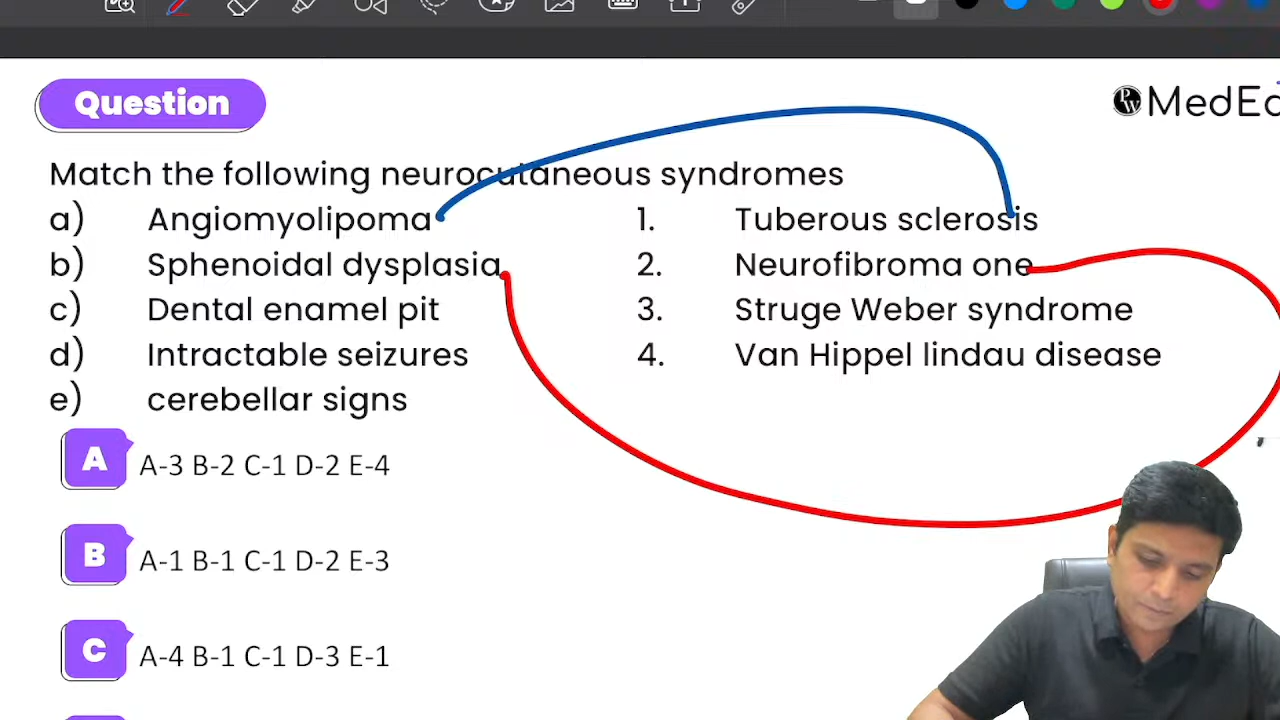 Question
PW MedEd
Match the following neurocutaneous syndromes
a) Angiomyolipoma 1. Tuberous sclerosis
b) Sphenoidal dysplasia 2. Neurofibroma one
c) Dental enamel pit 3. Struge Weber syndrome
d) Intractable seizures 4. Van Hippel lindau disease
e) cerebellar signs
A A-3 B-2 C-1 D-2 E-4
B A-1 B-1 C-1 D-2 E-3
C A-4 B-1 C-1 D-3 E-1